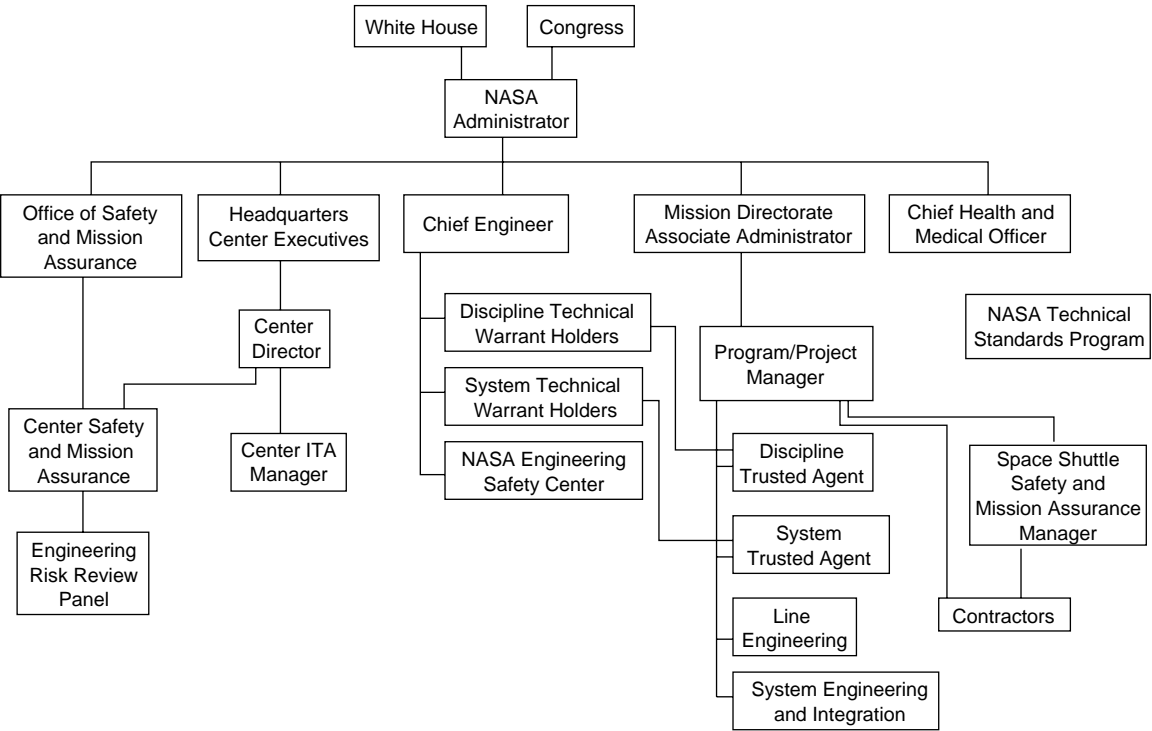 White House
Congress
NASA
Administrator
Office of Safety
and Mission
Assurance
Headquarters
Center Executives
Chief Engineer
Mission Directorate
Associate Administrator
Chief Health and
Medical Officer
Discipline Technical
Warrant Holders
NASA Technical
Standards Program
Center
Director
Program/Project
Manager
System Technical
Warrant Holders
Center Safety
and Mission
Assurance
Center ITA
Manager
NASA Engineering
Safety Center
Discipline
Trusted Agent
Space Shuttle
Safety and
Mission Assurance
Manager
System
Trusted Agent
Engineering
Risk Review
Panel
Contractors
Line
Engineering
System Engineering
and Integration